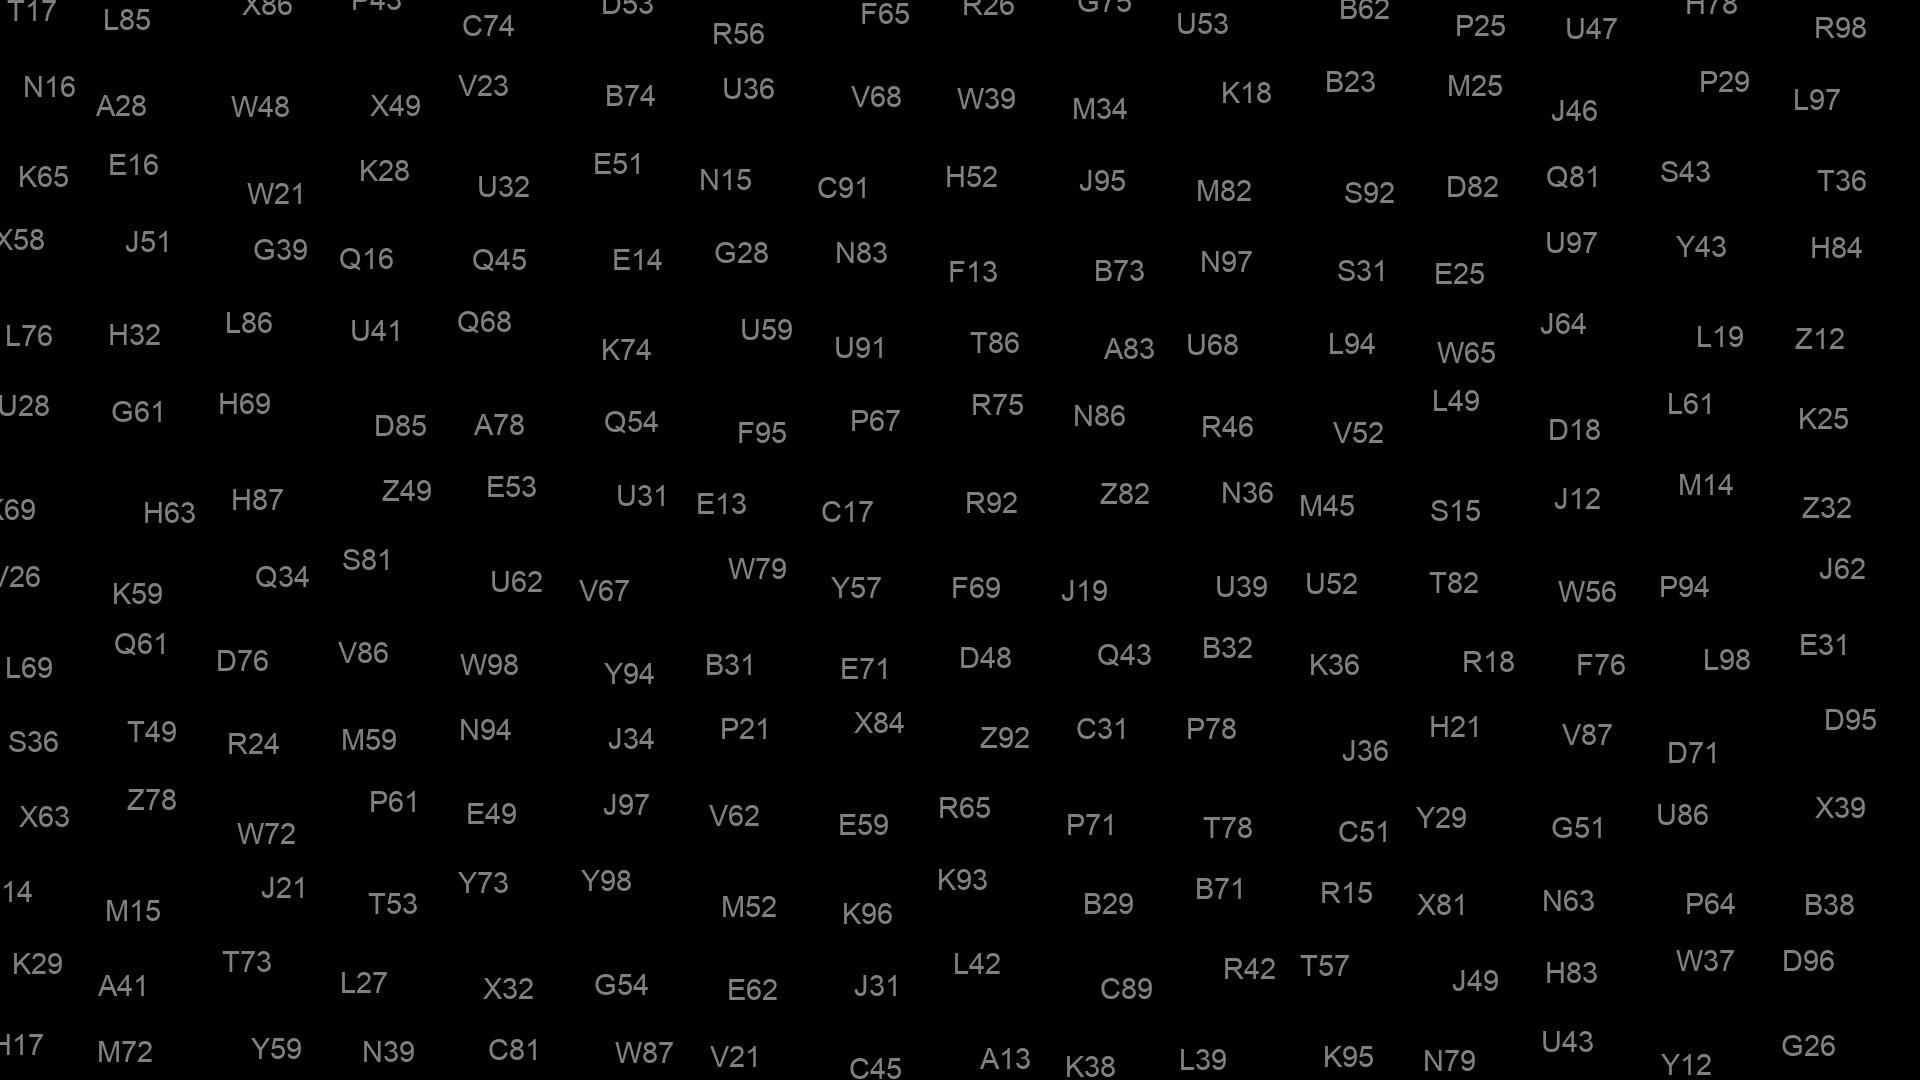 T17 L85 X86 P43 C74 D53 R56 F65 R26 G75 U53 B62 P25 U47 H78 R98
N16 A28 W48 X49 V23 B74 U36 V68 W39 M34 K18 B23 M25 J46 P29 L97
K65 E16 W21 K28 U32 E51 N15 C91 H52 J95 M82 S92 D82 Q81 S43 T36
X58 J51 G39 Q16 Q45 E14 G28 N83 F13 B73 N97 S31 E25 U97 Y43 H84
L76 H32 L86 U41 Q68 K74 U59 U91 T86 A83 U68 L94 W65 J64 L19 Z12
U28 G61 H69 D85 A78 Q54 F95 P67 R75 N86 R46 V52 L49 D18 L61 K25
H63 H87 Z49 E53 U31 E13 C17 R92 Z82 N36 M45 S15 J12 M14 Z32
K59 Q34 S81 U62 V67 W79 Y57 F69 J19 U39 U52 T82 W56 P94 J62
L69 Q61 D76 V86 W98 Y94 B31 E71 D48 Q43 B32 K36 R18 F76 L98 E31
S36 T49 R24 M59 N94 J34 P21 X84 Z92 C31 P78 J36 H21 V87 D71 D95
X63 Z78 W72 P61 E49 J97 V62 E59 R65 P71 T78 C51 Y29 G51 U86 X39
14 M15 J21 T53 Y73 Y98 M52 K96 K93 B29 B71 R15 X81 N63 P64 B38
K29 A41 T73 L27 X32 G54 E62 J31 L42 C89 R42 T57 J49 H83 W37 D96
H17 M72 Y59 N39 C81 W87 V21 C45 A13 K38 L39 K95 N79 U43 Y12 G26